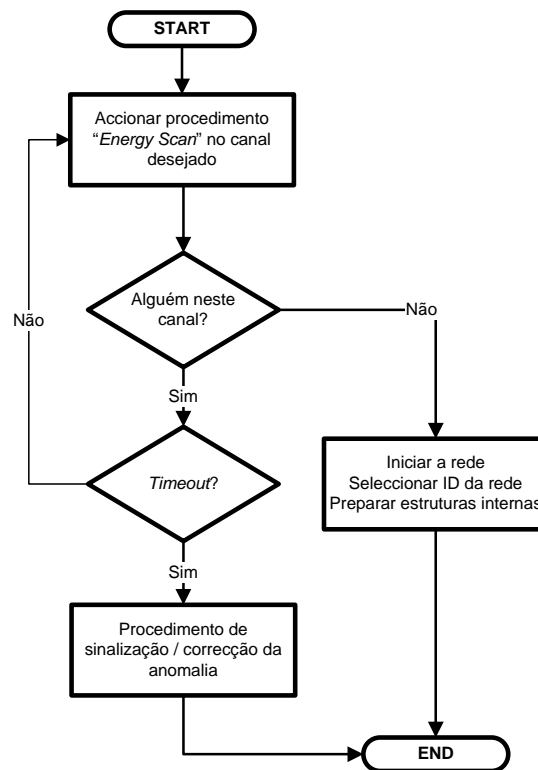 START
Accionar procedimento
“Energy Scan” no canal
desejado
Alguém neste
canal?
Não
Não
Sim
Timeout?
Iniciar a rede
Seleccionar ID da rede
Preparar estruturas internas
Sim
Procedimento de
sinalização / correcção da
anomalia
END